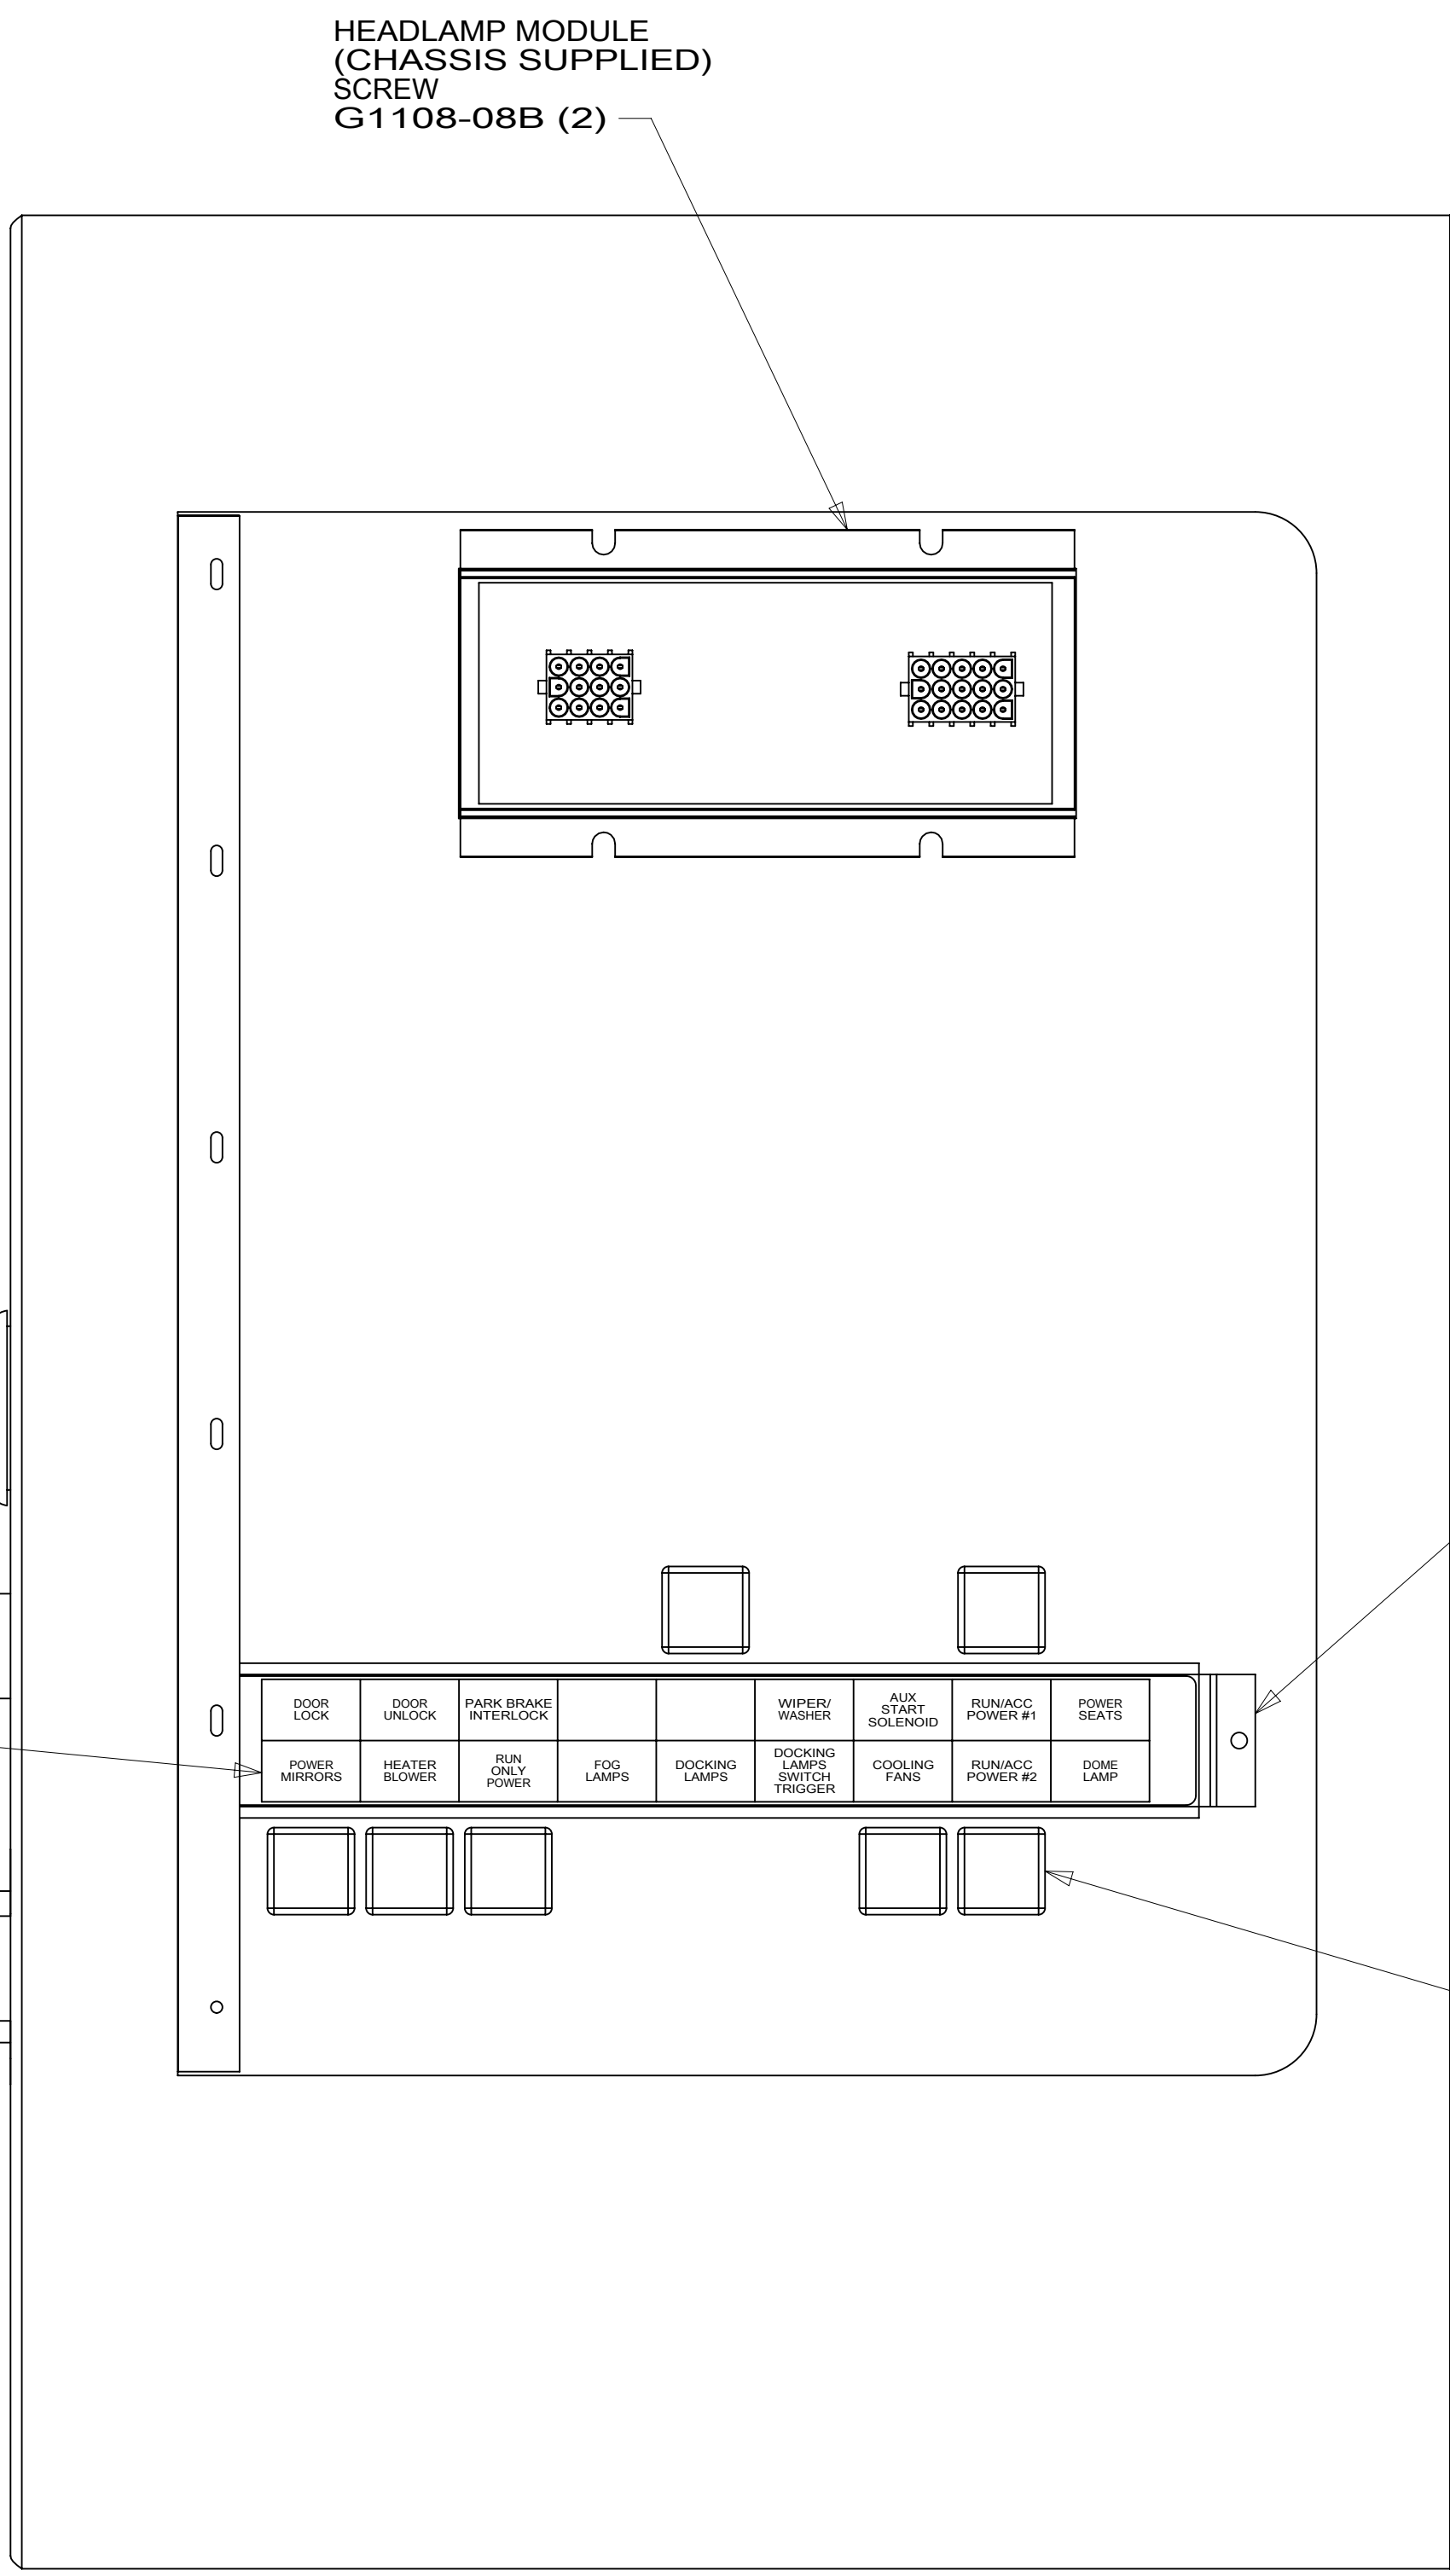 HEADLAMP MODULE
(CHASSIS SUPPLIED)
SCREW
G1108-08B (2)
DOOR
LOCK
DOOR
UNLOCK
PARK BRAKE
INTERLOCK
WIPER/
WASHER
AUX
START
SOLENOID
RUN/ACC
POWER #1
POWER
SEATS
POWER
MIRRORS
HEATER
BLOWER
RUN
ONLY
POWER
FOG
LAMPS
DOCKING
LAMPS
DOCKING
LAMPS
SWITCH
TRIGGER
COOLING
FANS
RUN/ACC
POWER #2
DOME
LAMP